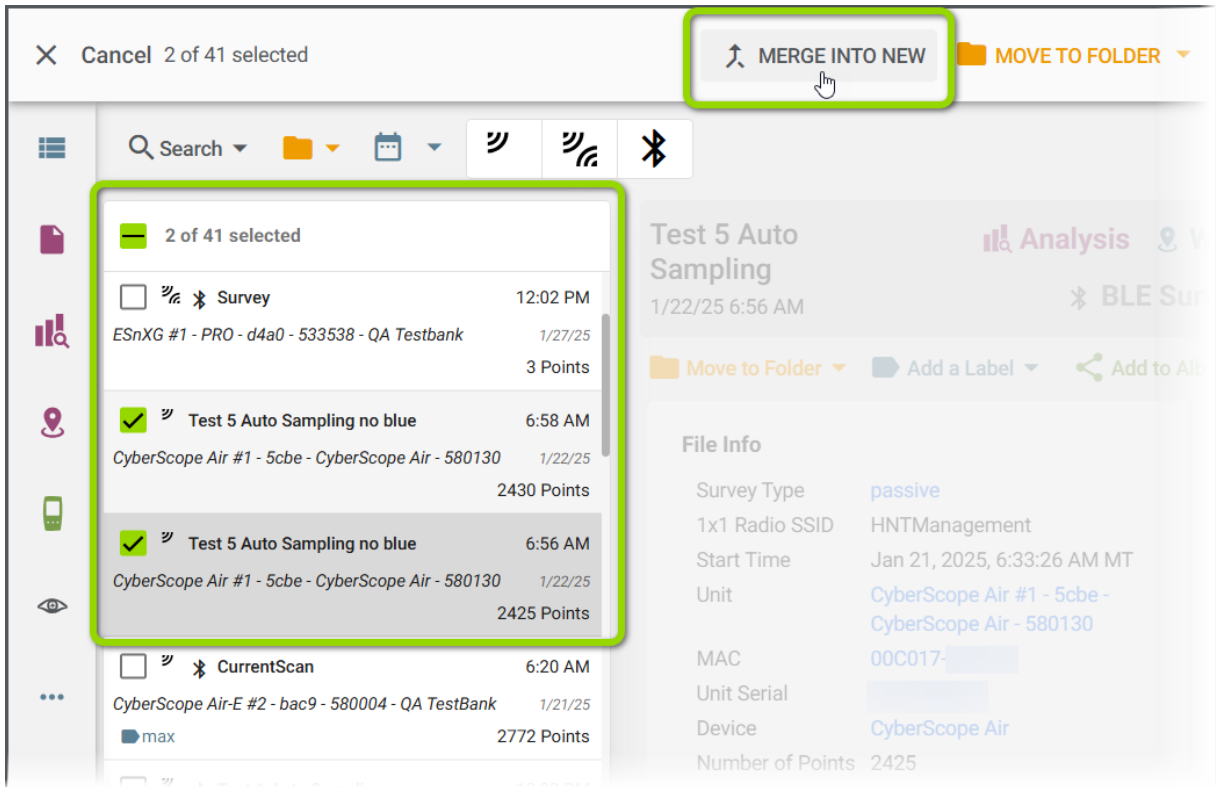 Cancel 2 of 41 selected
MERGE INTO NEW
MOVE TO FOLDER
Search
2 of 41 selected
Survey 12:02 PM
ESnXG #1 - PRO - d4a0 - 533538 - QA Testbank 1/27/25
3 Points
Test 5 Auto Sampling no blue 6:58 AM
CyberScope Air #1 - 5cbe - CyberScope Air - 580130 1/22/25
2430 Points
Test 5 Auto Sampling no blue 6:56 AM
CyberScope Air #1 - 5cbe - CyberScope Air - 580130 1/22/25
2425 Points
CurrentScan 6:20 AM
CyberScope Air-E #2 - bac9 - 580004 - QA TestBank 1/21/25
max 2772 Points
Test 5 Auto
Sampling
1/22/25 6:56 AM
Analysis
BLE Sur
Move to Folder
Add a Label
Add to Alb
File Info
Survey Type passive
1x1 Radio SSID HNTManagement
Start Time Jan 21, 2025, 6:33:26 AM MT
Unit CyberScope Air #1 - 5cbe -
CyberScope Air - 580130
MAC 00C017-
Unit Serial
Device CyberScope Air
Number of Points 2425